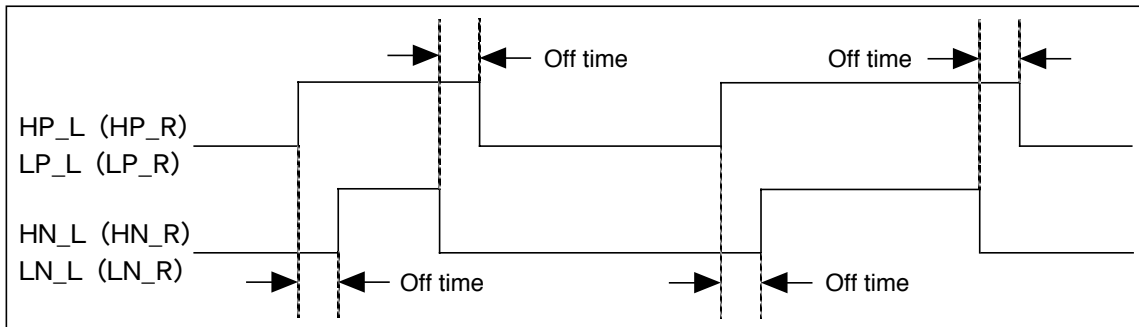 Off time
Off time
HP_L (HP_R)
LP_L (LP_R)
HN_L (HN_R)
LN_L (LN_R)
Off time
Off time